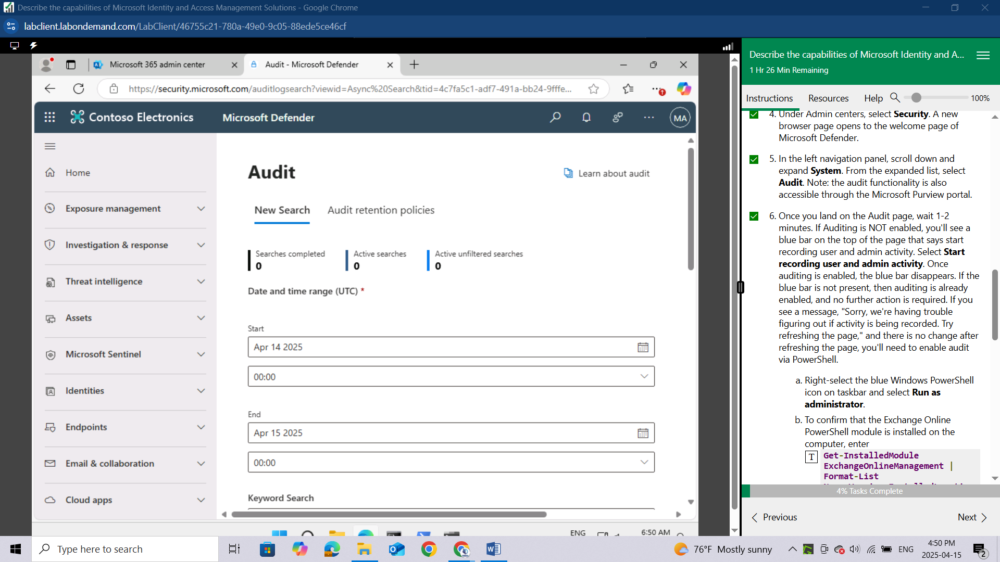 Describe the capabilities of Microsoft Identity and Access Management Solutions - Google Chrome
labclient.labondemand.com/LabClient/46755c21-780a-49e0-9c05-88ede5ce46cf
Microsoft 365 admin center
Audit - Microsoft Defender
https://security.microsoft.com/auditlogsearch?viewid=Async%20Search&tid=4c7fa5c1-adf7-491a-bb24-9fffe...
Contoso Electronics
Microsoft Defender
MA
Home
Exposure management
Investigation & response
Threat intelligence
Assets
Microsoft Sentinel
Identities
Endpoints
Email & collaboration
Cloud apps
Audit
Learn about audit
New Search
Audit retention policies
Searches completed
0
Active searches
0
Active unfiltered searches
0
Date and time range (UTC) *
Start
Apr 14 2025
00:00
End
Apr 15 2025
00:00
Keyword Search
ENG
6:50 AM
Describe the capabilities of Microsoft Identity and A...
1 Hr 26 Min Remaining
Instructions
Resources
Help
100%
4. Under Admin centers, select Security. A new
browser page opens to the welcome page of
Microsoft Defender.
5. In the left navigation panel, scroll down and
expand System. From the expanded list, select
Audit. Note: the audit functionality is also
accessible through the Microsoft Purview portal.
6. Once you land on the Audit page, wait 1-2
minutes. If Auditing is NOT enabled, you'll see a
blue bar on the top of the page that says start
recording user and admin activity. Select Start
recording user and admin activity. Once
auditing is enabled, the blue bar disappears. If the
blue bar is not present, then auditing is already
enabled, and no further action is required. If you
see a message, "Sorry, we're having trouble
figuring out if activity is being recorded. Try
refreshing the page," and there is no change after
refreshing the page, you'll need to enable audit
via PowerShell.
a. Right-select the blue Windows PowerShell
icon on taskbar and select Run as
administrator.
b. To confirm that the Exchange Online
PowerShell module is installed on the
computer, enter
T
Get-InstalledModule
ExchangeOnlineManagement |
Format-List
4% Tasks Complete
Previous
Next
Type here to search
76°F Mostly sunny
ENG
4:50 PM
2025-04-15
2